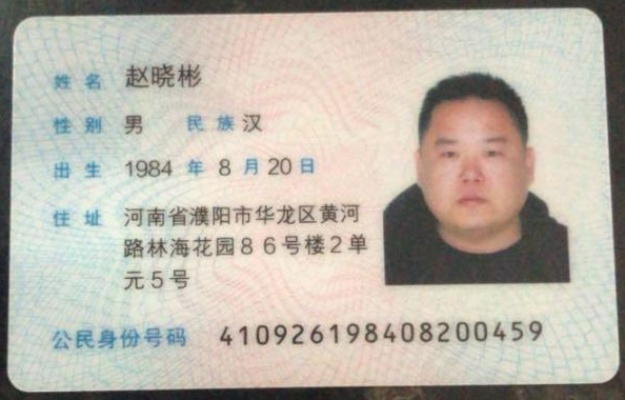 姓名 赵晓彬
性别 男 民族 汉
出生 1984 年 8 月 20 日
住址 河南省濮阳市华龙区黄河
路林海花园86号楼2单
元5号
公民身份号码 410926198408200459